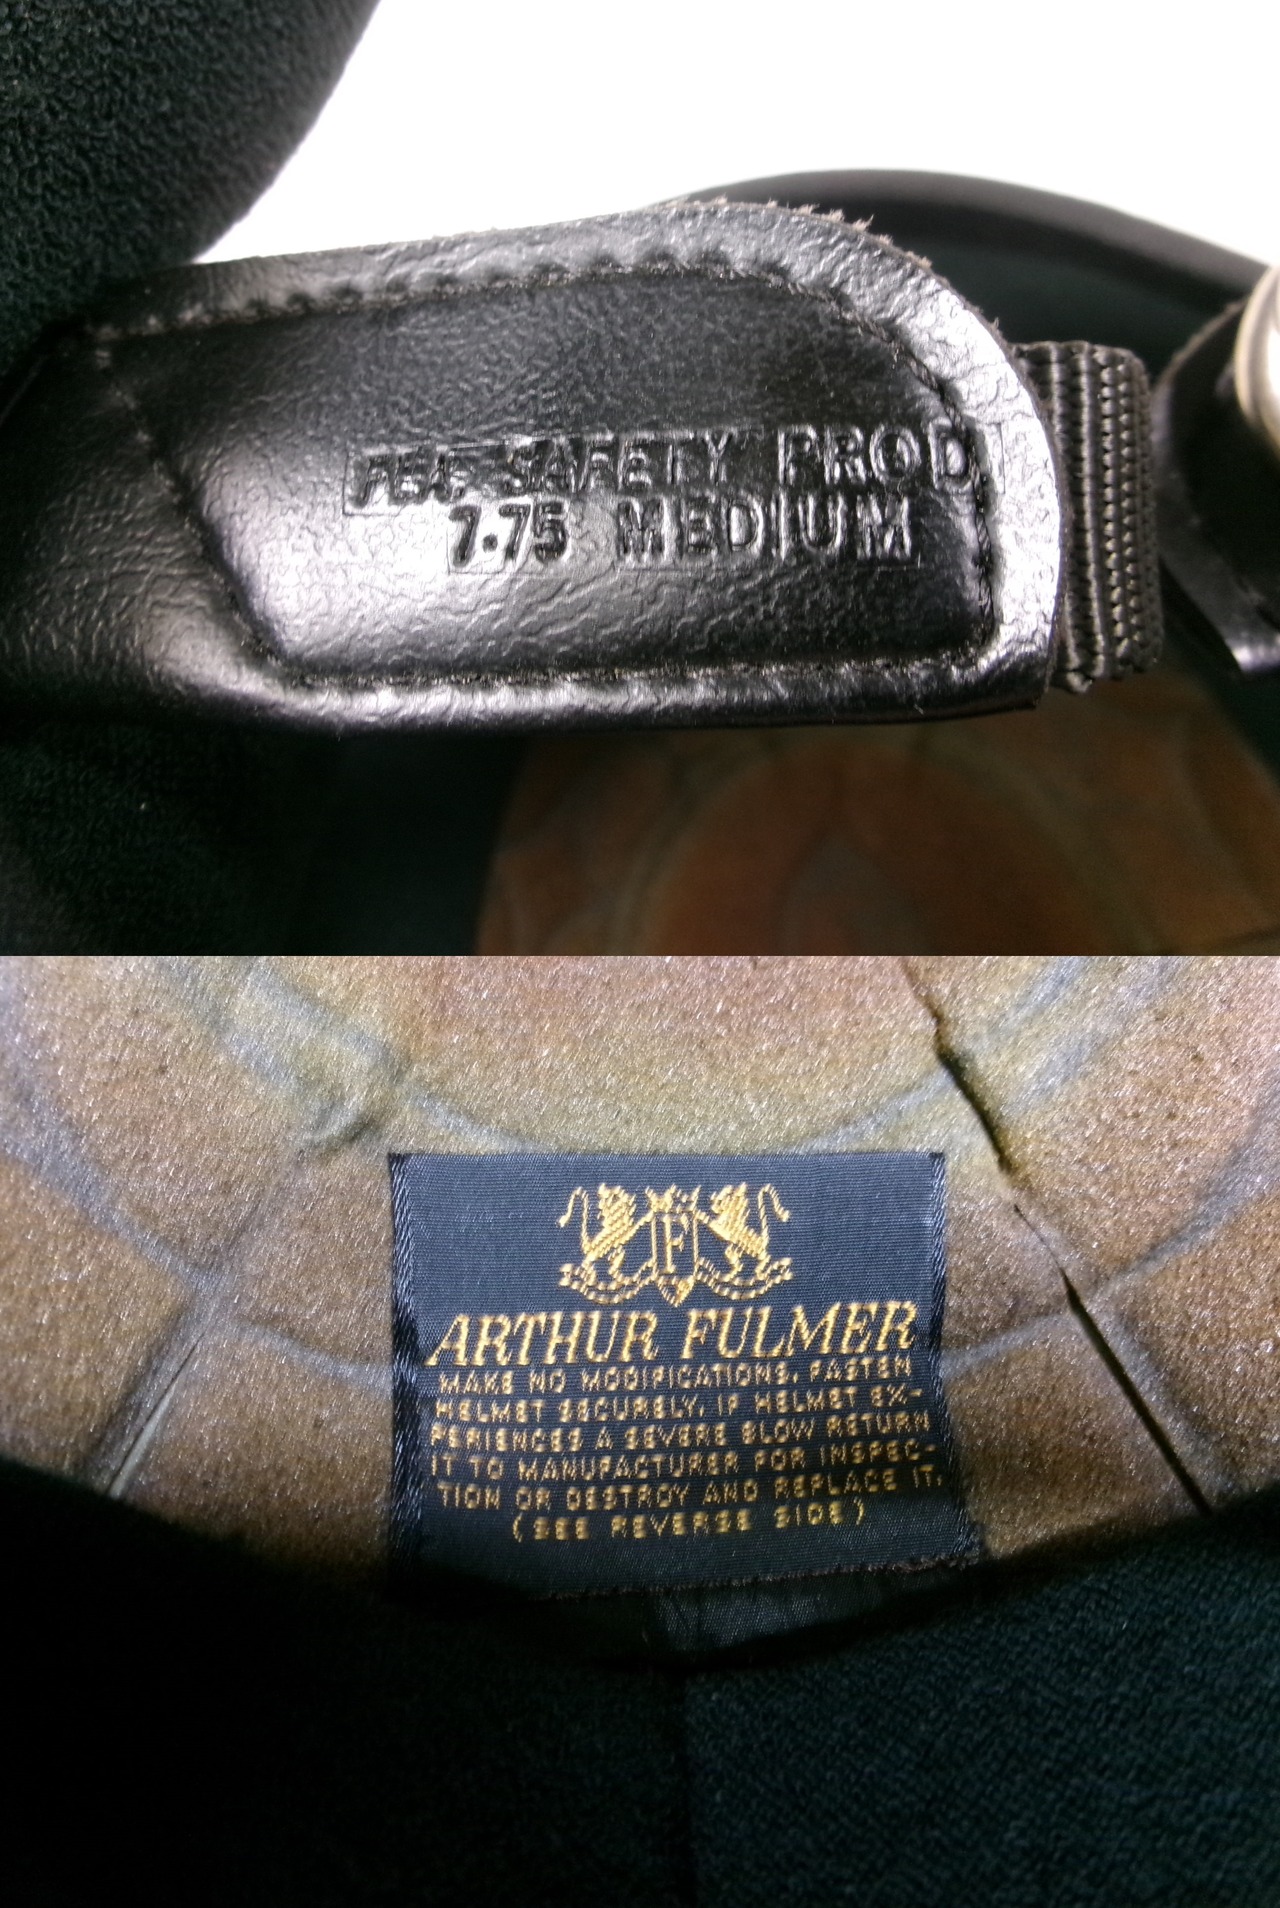 SAFETY PROD
7.75 MEDIUM
F
ARTHUR FULMER
MAKE NO MODIFICATIONS. FASTEN
HELMET SECURELY. IF HELMET EX-
PERIENCES A SEVERE BLOW RETURN
IT TO MANUFACTURER FOR INSPEC-
TION OR DESTROY AND REPLACE IT.
(SEE REVERSE SIDE)